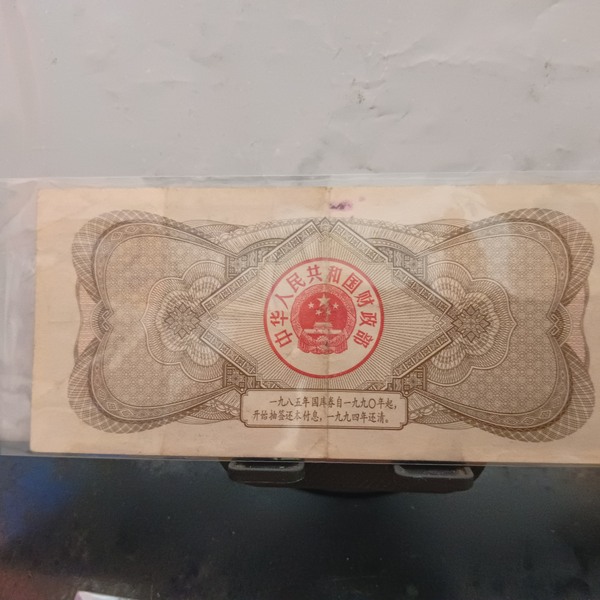 中华人民共和国财政部
一九八五年国库券自一九九〇年起，
开始抽签还本付息，一九九四年还清。